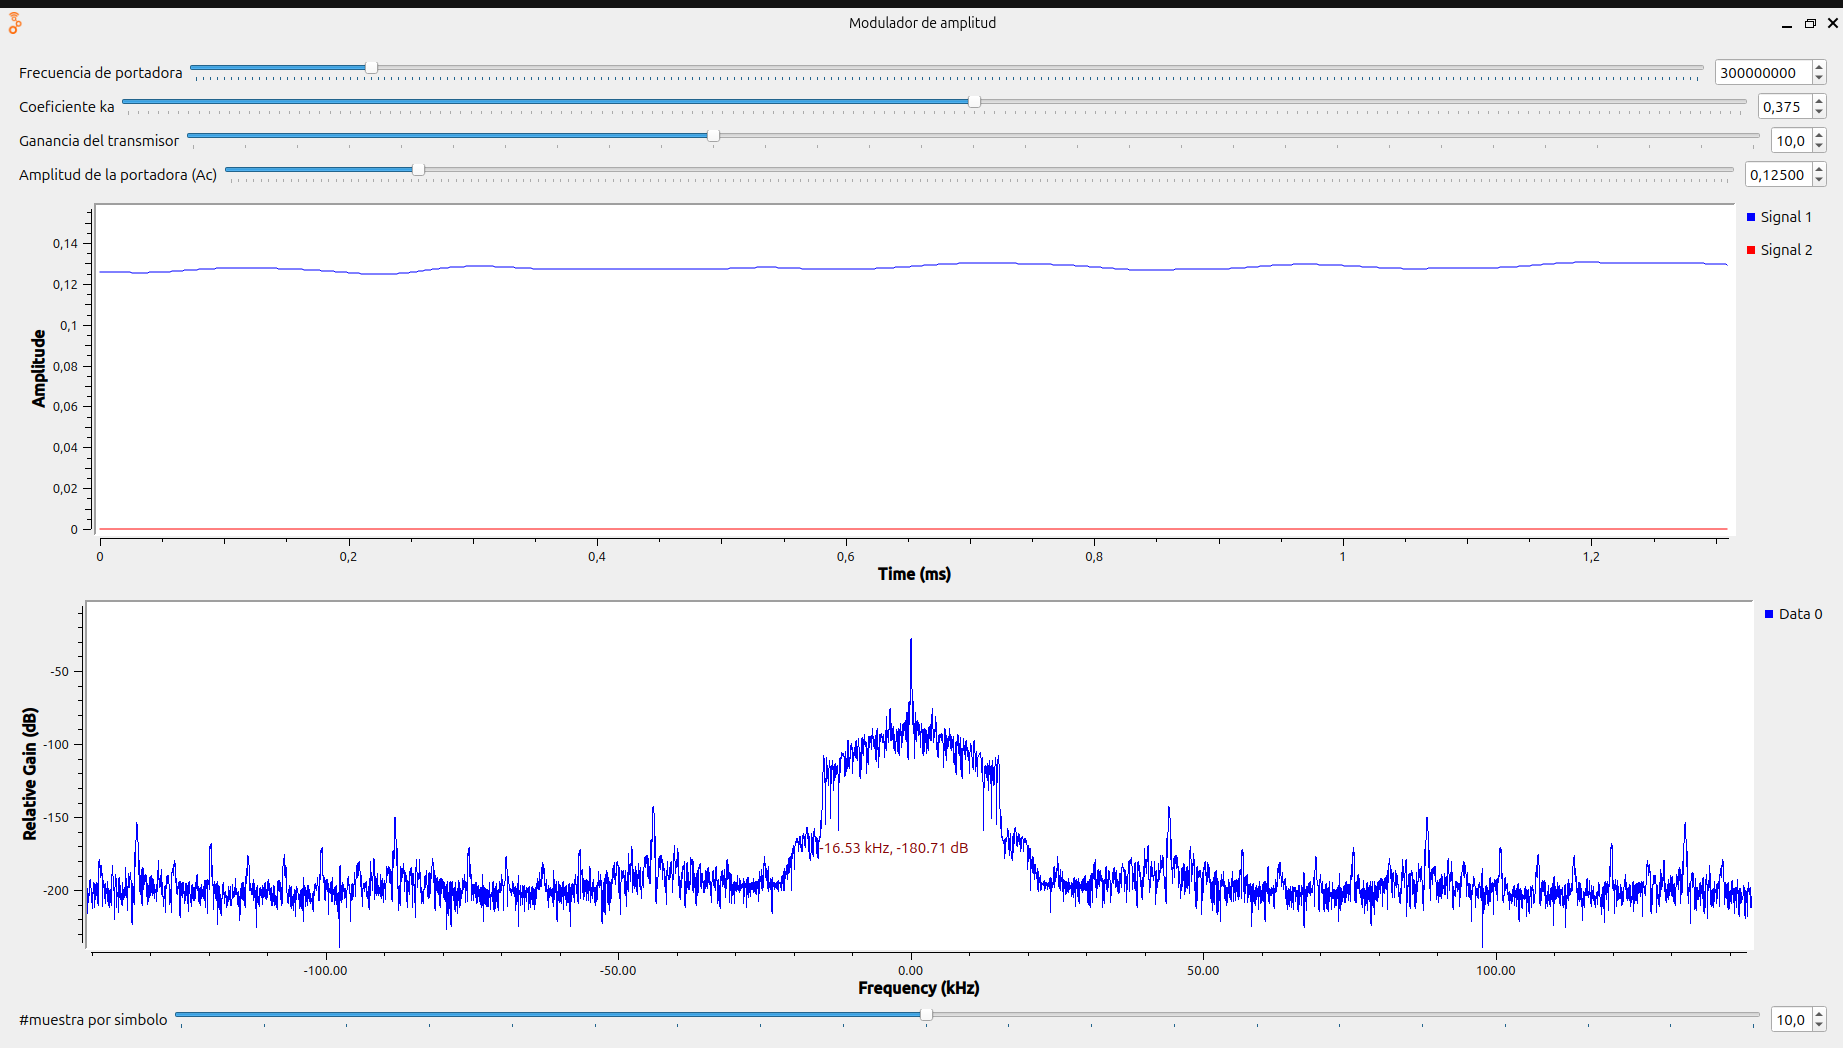 Modulador de amplitud
Frecuencia de portadora 300000000
Coeficiente ka 0,375
Ganancia del transmisor 10,0
Amplitud de la portadora (Ac) 0,12500
Signal 1
Signal 2
Amplitude
0,14
0,12
0,1
0,08
0,06
0,04
0,02
0
0 0,2 0,4 0,6 0,8 1 1,2
Time (ms)
Data 0
Relative Gain (dB)
-50
-100
-150
-200
-16.53 kHz, -180.71 dB
-100.00 -50.00 0.00 50.00 100.00
Frequency (kHz)
#muestra por simbolo 10,0